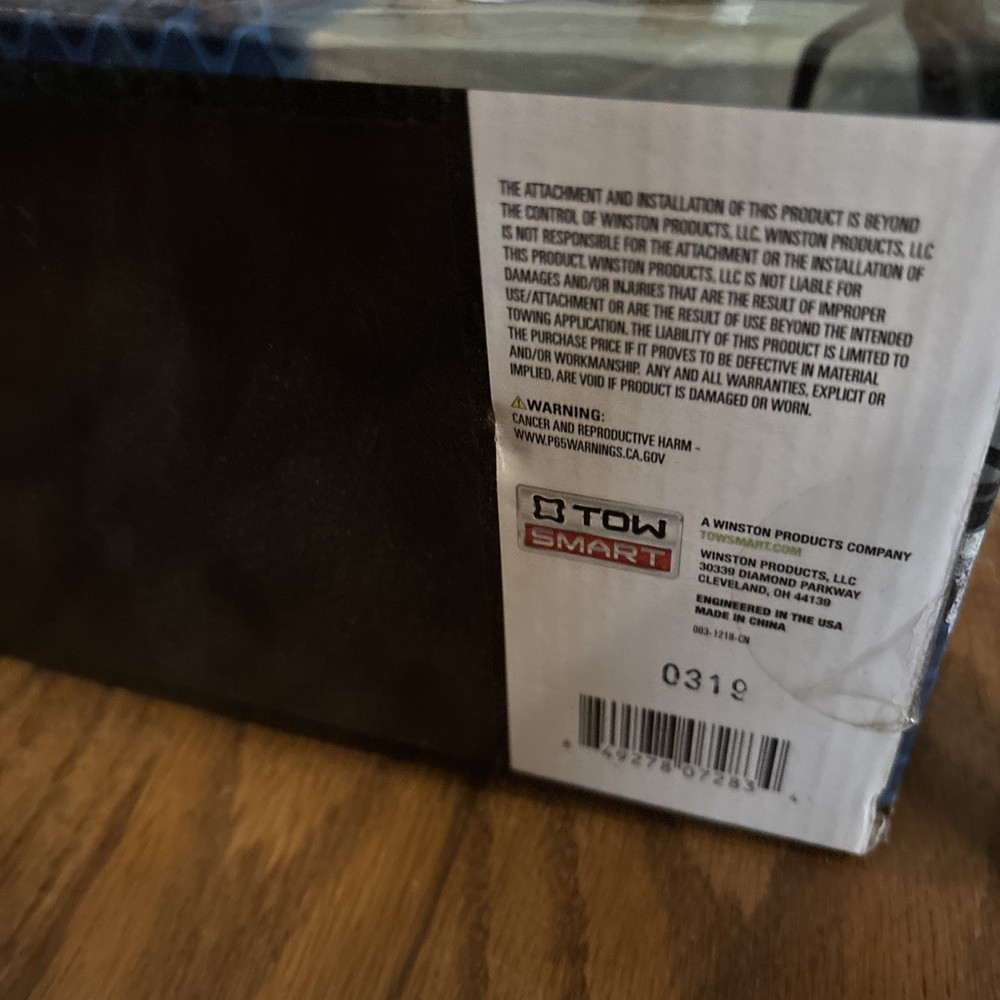 THE ATTACHMENT AND INSTALLATION OF THIS PRODUCT IS BEYOND
THE CONTROL OF WINSTON PRODUCTS, LLC. WINSTON PRODUCTS, LLC
IS NOT RESPONSIBLE FOR THE ATTACHMENT OR THE INSTALLATION OF
THIS PRODUCT. WINSTON PRODUCTS, LLC IS NOT LIABLE FOR
DAMAGES AND/OR INJURIES THAT ARE THE RESULT OF IMPROPER
USE/ATTACHMENT OR ARE THE RESULT OF USE BEYOND THE INTENDED
TOWING APPLICATION. THE LIABILITY OF THIS PRODUCT IS LIMITED TO
THE PURCHASE PRICE IF IT PROVES TO BE DEFECTIVE IN MATERIAL
AND/OR WORKMANSHIP. ANY AND ALL WARRANTIES, EXPLICIT OR
IMPLIED, ARE VOID IF PRODUCT IS DAMAGED OR WORN.
⚠WARNING:
CANCER AND REPRODUCTIVE HARM -
WWW.P65WARNINGS.CA.GOV
TOW
SMART
A WINSTON PRODUCTS COMPANY
TOWSMART.COM
WINSTON PRODUCTS, LLC
30339 DIAMOND PARKWAY
CLEVELAND, OH 44139
ENGINEERED IN THE USA
MADE IN CHINA
003-1218-CN
0319
8 49278 07283 4